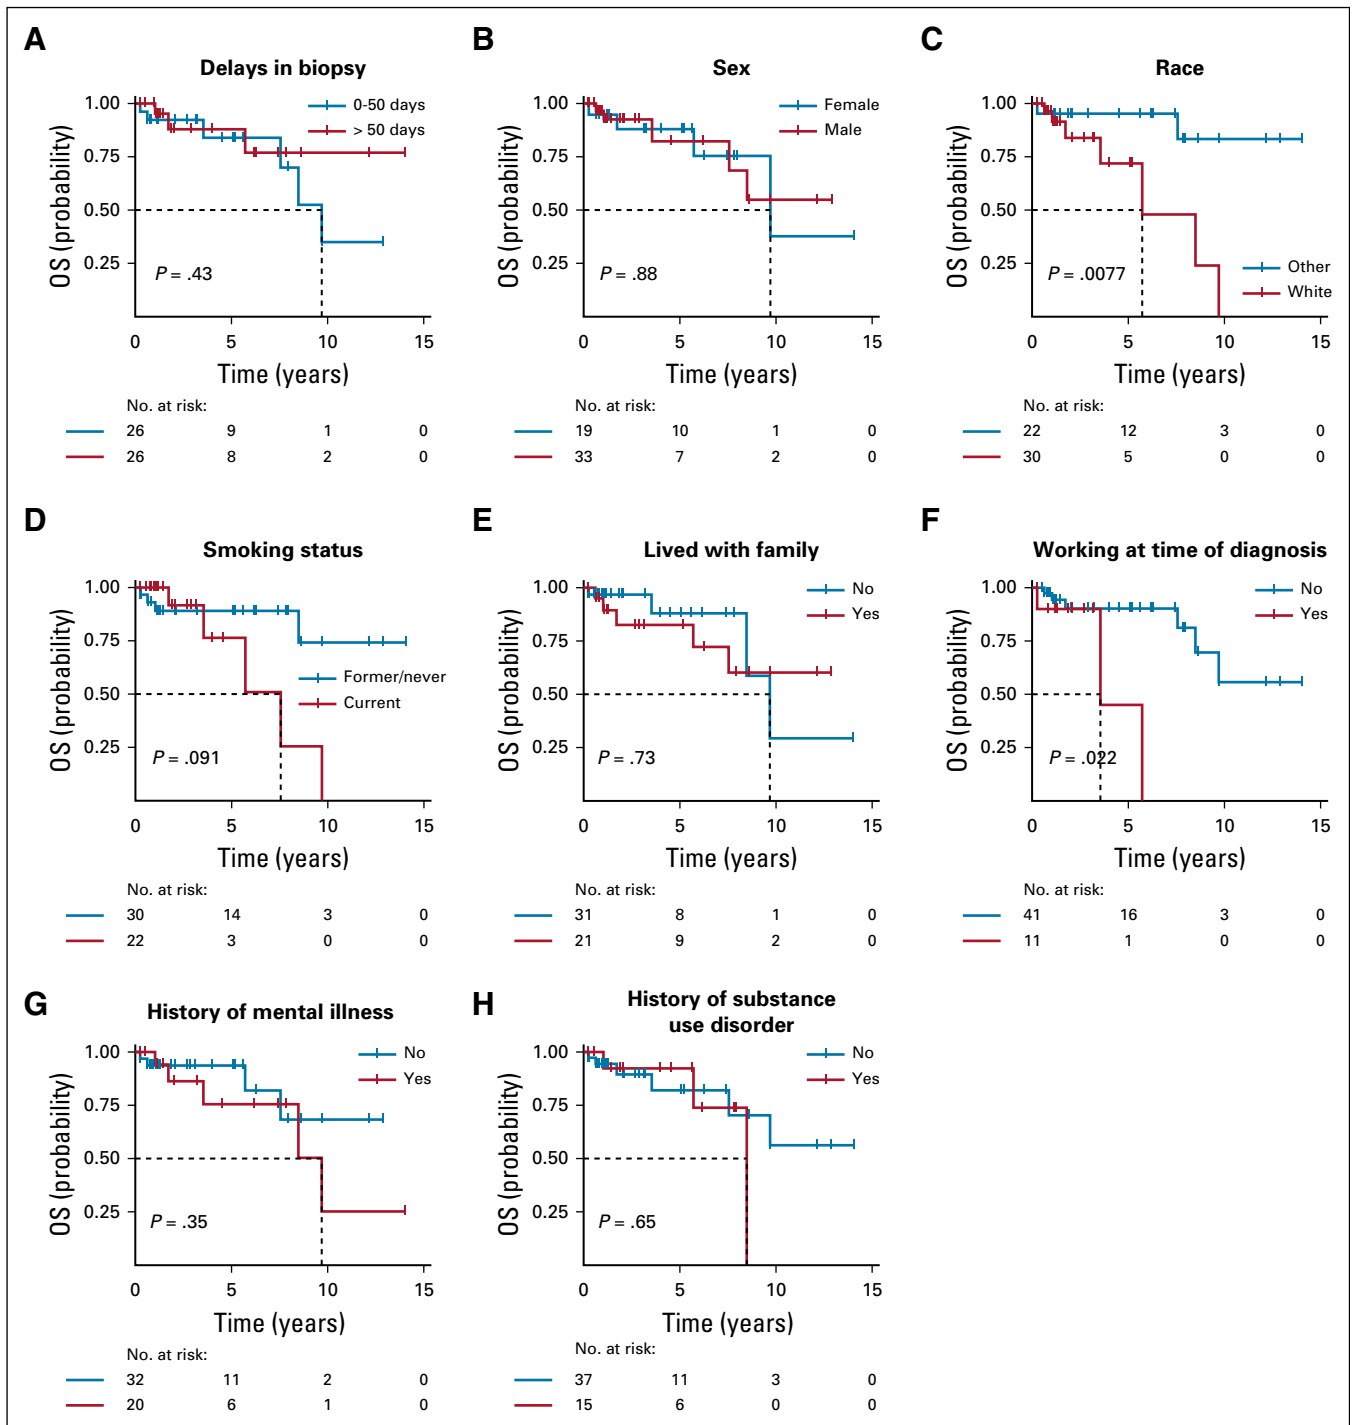 A
Delays in biopsy
1.00
0.75
0.50
0.25
OS (probability)
0-50 days
> 50 days
P = .43
0 5 10 15
Time (years)
No. at risk:
26 9 1 0
26 8 2 0
B
Sex
1.00
0.75
0.50
0.25
OS (probability)
Female
Male
P = .88
0 5 10 15
Time (years)
No. at risk:
19 10 1 0
33 7 2 0
C
Race
1.00
0.75
0.50
0.25
OS (probability)
P = .0077
Other
White
0 5 10 15
Time (years)
No. at risk:
22 12 3 0
30 5 0 0
D
Smoking status
1.00
0.75
0.50
0.25
OS (probability)
Former/never
Current
P = .091
0 5 10 15
Time (years)
No. at risk:
30 14 3 0
22 3 0 0
E
Lived with family
1.00
0.75
0.50
0.25
OS (probability)
No
Yes
P = .73
0 5 10 15
Time (years)
No. at risk:
31 8 1 0
21 9 2 0
F
Working at time of diagnosis
1.00
0.75
0.50
0.25
OS (probability)
No
Yes
P = .022
0 5 10 15
Time (years)
No. at risk:
41 16 3 0
11 1 0 0
G
History of mental illness
1.00
0.75
0.50
0.25
OS (probability)
No
Yes
P = .35
0 5 10 15
Time (years)
No. at risk:
32 11 2 0
20 6 1 0
H
History of substance
use disorder
1.00
0.75
0.50
0.25
OS (probability)
No
Yes
P = .65
0 5 10 15
Time (years)
No. at risk:
37 11 3 0
15 6 0 0